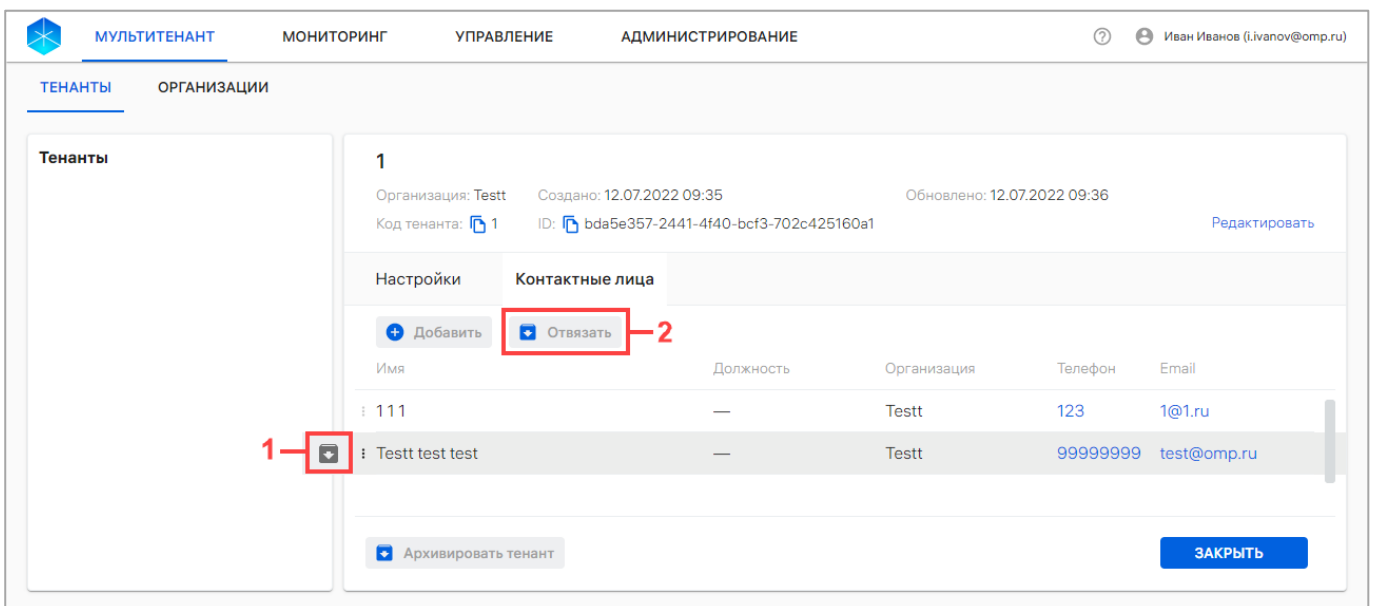 МУЛЬТИТЕНАНТ МОНИТОРИНГ УПРАВЛЕНИЕ АДМИНИСТРИРОВАНИЕ ? Иван Иванов (i.ivanov@omp.ru)
ТЕНАНТЫ ОРГАНИЗАЦИИ
Тенанты
1
Организация: Testt Создано: 12.07.2022 09:35 Обновлено: 12.07.2022 09:36
Код тенанта: 1 ID: bda5e357-2441-4f40-bcf3-702c425160a1 Редактировать
Настройки Контактные лица
Добавить Отвязать 2
Имя Должность Организация Телефон Email
111 — Testt 123 1@1.ru
1 Testt test test — Testt 99999999 test@omp.ru
Архивировать тенант ЗАКРЫТЬ